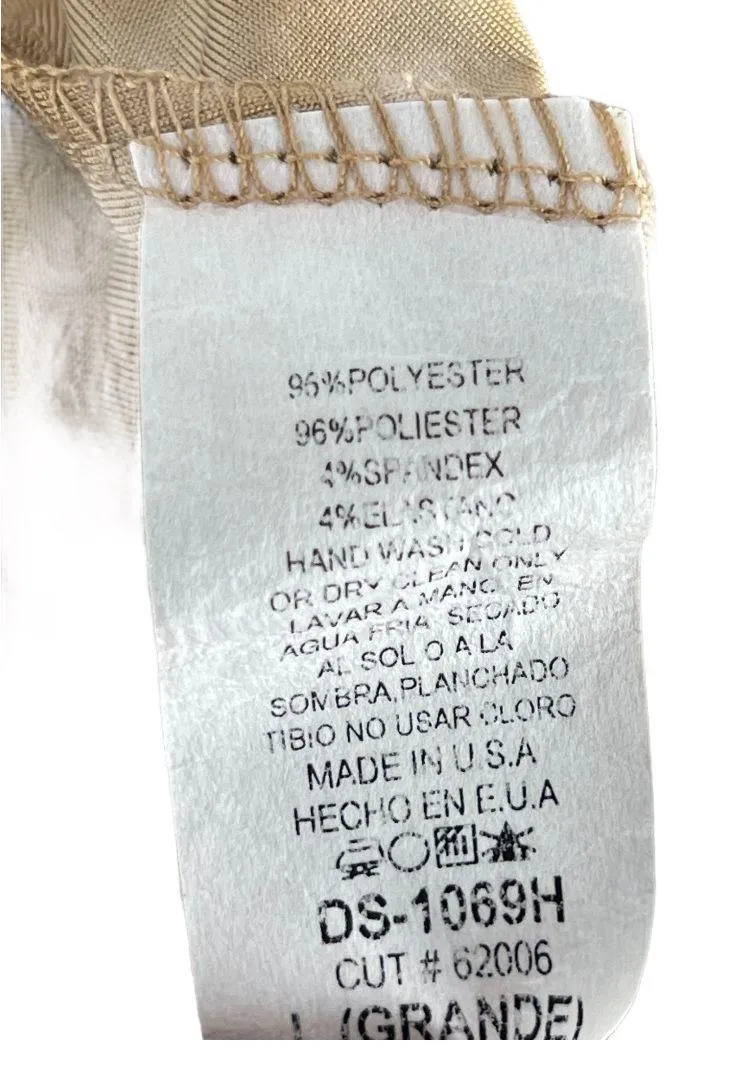 96%POLYESTER
96%POLIESTER
4%SPANDEX
4%ELASTANO
HAND WASH COLD
OR DRY CLEAN ONLY
LAVAR A MANO EN
AGUA FRIA SECADO
AL SOL O A LA
SOMBRA,PLANCHADO
TIBIO NO USAR CLORO
MADE IN U.S.A
HECHO EN E.U.A
DS-1069H
CUT # 62006
L (GRANDE)